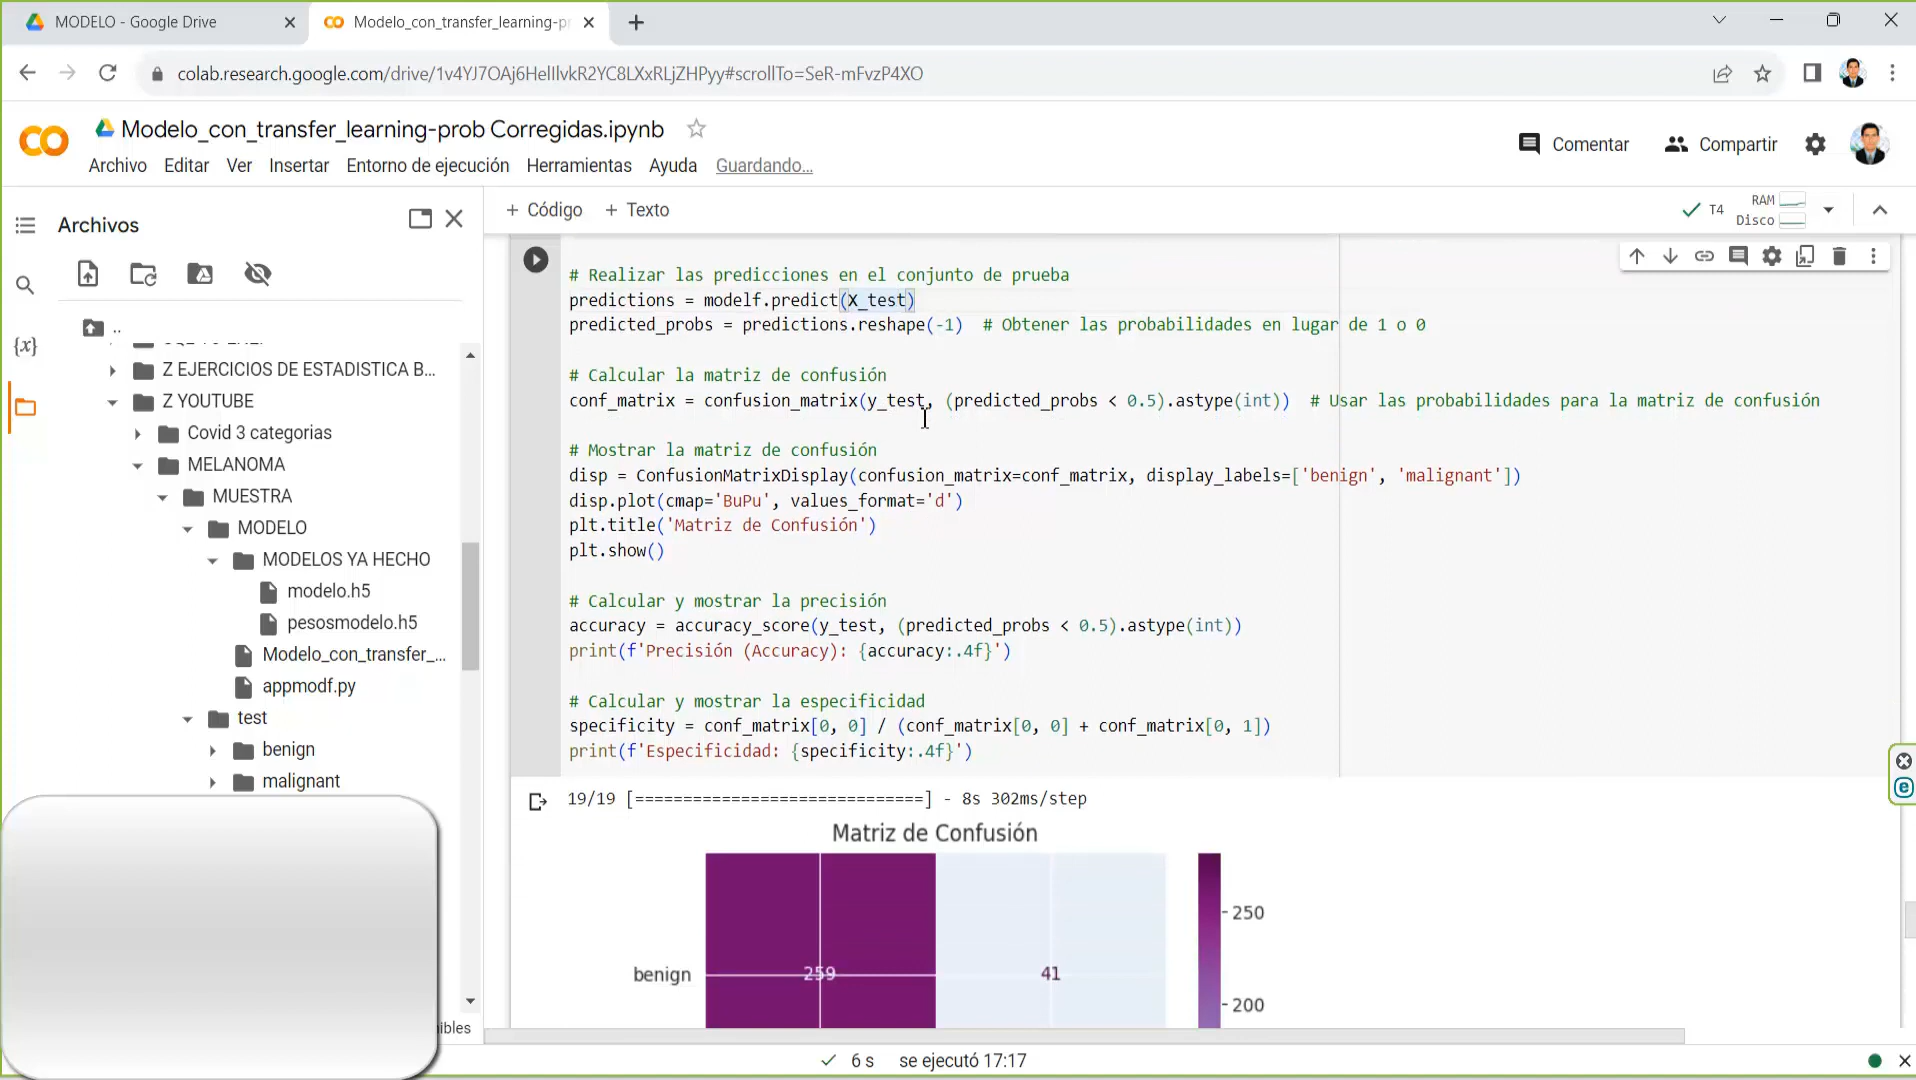 MODELO - Google Drive
Modelo_con_transfer_learning-pr
colab.research.google.com/drive/1v4YJ7OAj6HelIlvkR2YC8LXxRLjZHPyy#scrollTo=SeR-mFvzP4XO
Modelo_con_transfer_learning-prob Corregidas.ipynb
Comentar
Compartir
Archivo Editar Ver Insertar Entorno de ejecución Herramientas Ayuda Guardando...
Archivos
+ Código + Texto
T4
RAM
Disco
..
Z EJERCICIOS DE ESTADISTICA B...
Z YOUTUBE
Covid 3 categorias
MELANOMA
MUESTRA
MODELO
MODELOS YA HECHO
modelo.h5
pesosmodelo.h5
Modelo_con_transfer_...
appmodf.py
test
benign
malignant
ibles
{x}
# Realizar las predicciones en el conjunto de prueba
predictions = modelf.predict(X_test)
predicted_probs = predictions.reshape(-1)  # Obtener las probabilidades en lugar de 1 o 0
# Calcular la matriz de confusión
conf_matrix = confusion_matrix(y_test, (predicted_probs < 0.5).astype(int))  # Usar las probabilidades para la matriz de confusión
# Mostrar la matriz de confusión
disp = ConfusionMatrixDisplay(confusion_matrix=conf_matrix, display_labels=['benign', 'malignant'])
disp.plot(cmap='BuPu', values_format='d')
plt.title('Matriz de Confusión')
plt.show()
# Calcular y mostrar la precisión
accuracy = accuracy_score(y_test, (predicted_probs < 0.5).astype(int))
print(f'Precisión (Accuracy): {accuracy:.4f}')
# Calcular y mostrar la especificidad
specificity = conf_matrix[0, 0] / (conf_matrix[0, 0] + conf_matrix[0, 1])
print(f'Especificidad: {specificity:.4f}')
19/19 [==============================] - 8s 302ms/step
Matriz de Confusión
250
benign 259 41
200
6 s se ejecutó 17:17